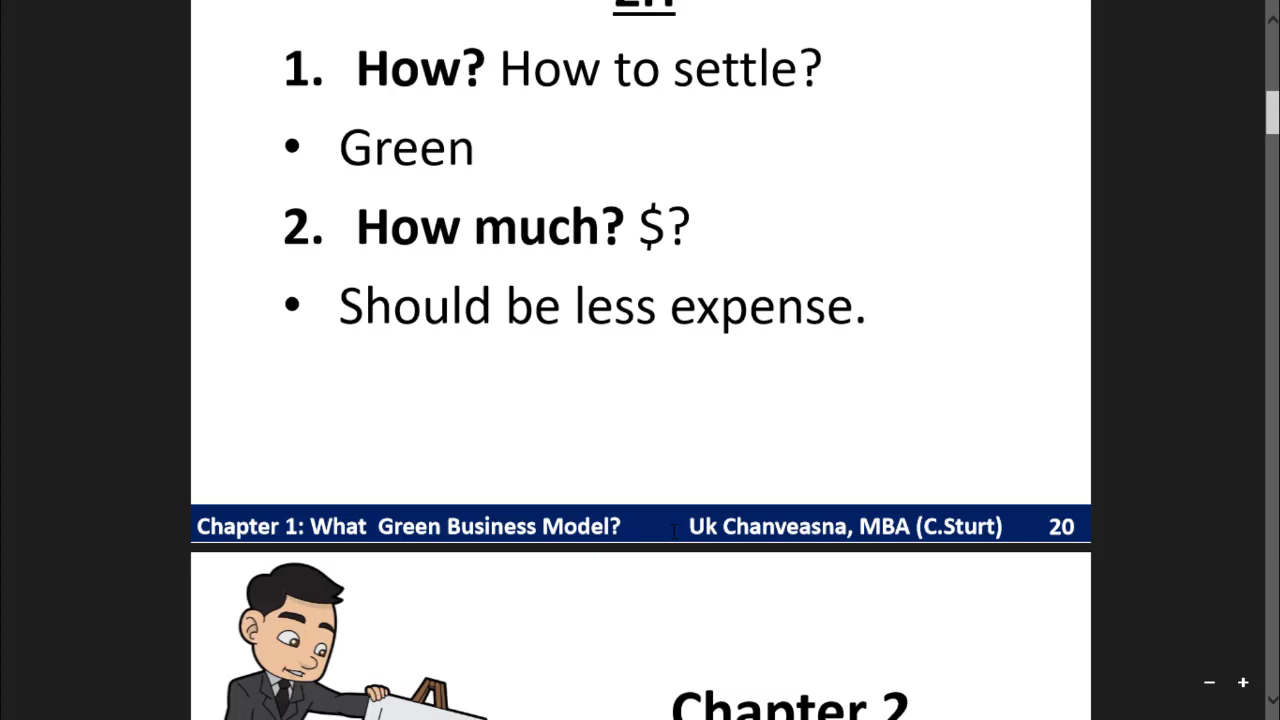 1. How? How to settle?
• Green
2. How much? $?
• Should be less expense.
Chapter 1: What Green Business Model? Uk Chanveasna, MBA (C.Sturt) 20
Chapter 2